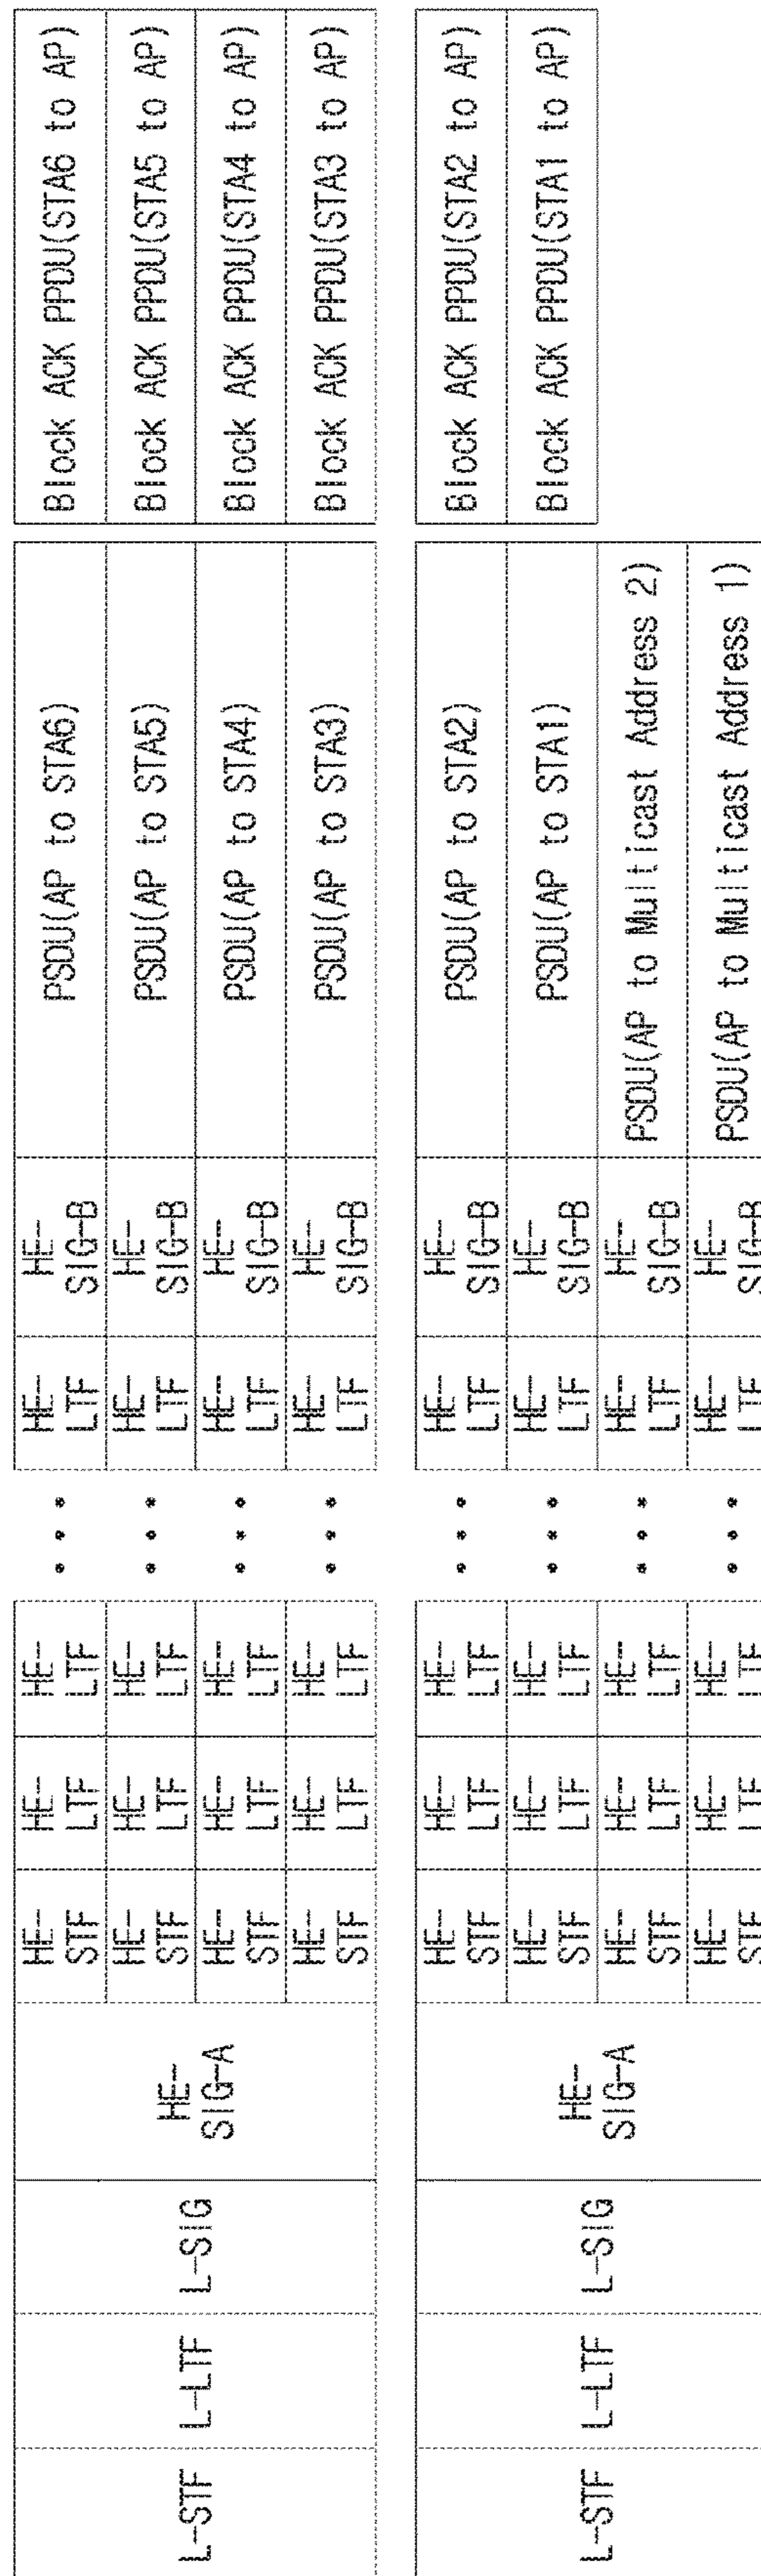 L-STF L-LTF L-SIG HE-
SIG-A
HE- HE- HE- HE- HE-
STF LTF LTF LTF SIG-B
PSDU(AP to STA6) Block ACK PPDU(STA6 to AP)
HE- HE- HE- HE- HE-
STF LTF LTF LTF SIG-B
PSDU(AP to STA5) Block ACK PPDU(STA5 to AP)
HE- HE- HE- HE- HE-
STF LTF LTF LTF SIG-B
PSDU(AP to STA4) Block ACK PPDU(STA4 to AP)
HE- HE- HE- HE- HE-
STF LTF LTF LTF SIG-B
PSDU(AP to STA3) Block ACK PPDU(STA3 to AP)
L-STF L-LTF L-SIG HE-
SIG-A
HE- HE- HE- HE- HE-
STF LTF LTF LTF SIG-B
PSDU(AP to STA2) Block ACK PPDU(STA2 to AP)
HE- HE- HE- HE- HE-
STF LTF LTF LTF SIG-B
PSDU(AP to STA1) Block ACK PPDU(STA1 to AP)
HE- HE- HE- HE- HE-
STF LTF LTF LTF SIG-B
PSDU(AP to Multicast Address 2)
HE- HE- HE- HE- HE-
STF LTF LTF LTF SIG-B
PSDU(AP to Multicast Address 1)